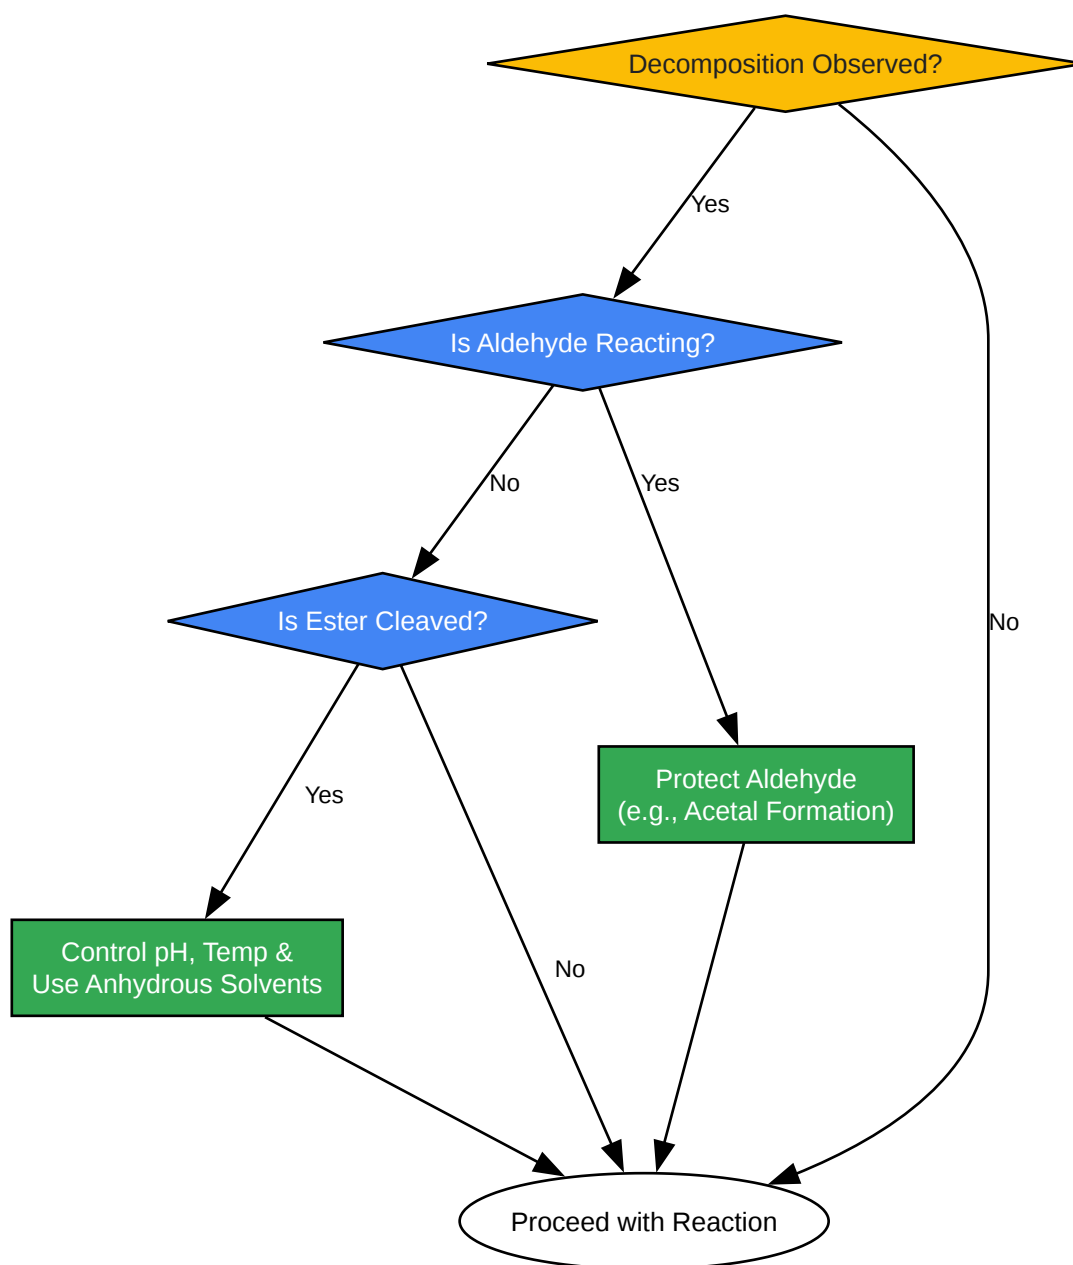 Decomposition Observed?
Yes
Is Aldehyde Reacting?
No
Yes
Is Ester Cleaved?
No
Protect Aldehyde
(e.g., Acetal Formation)
Yes
Control pH, Temp &
Use Anhydrous Solvents
No
Proceed with Reaction